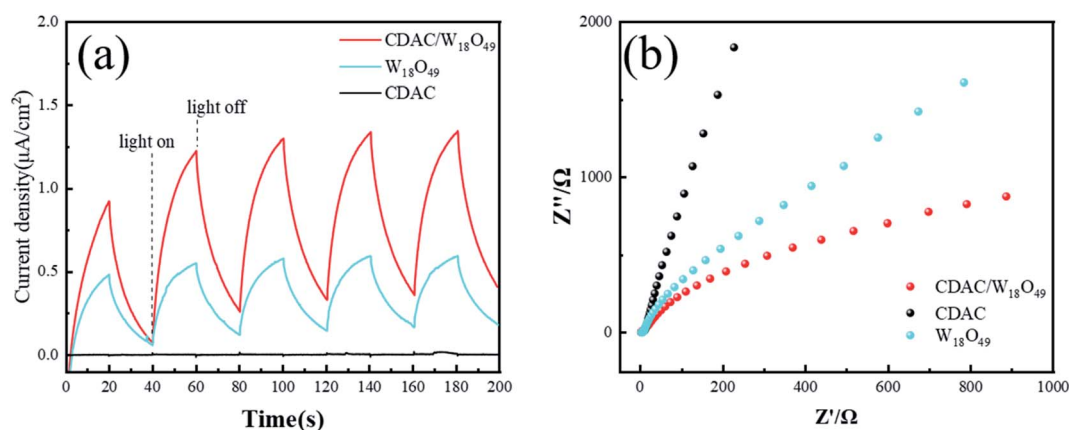 (a)
CDAC/W₁₈O₄₉
W₁₈O₄₉
CDAC
light off
light on
2.0
1.5
1.0
0.5
0.0
Current density(μA/cm²)
0 20 40 60 80 100 120 140 160 180 200
Time(s)
(b)
2000
1000
0
Z''/Ω
CDAC/W₁₈O₄₉
CDAC
W₁₈O₄₉
0 200 400 600 800 1000
Z'/Ω